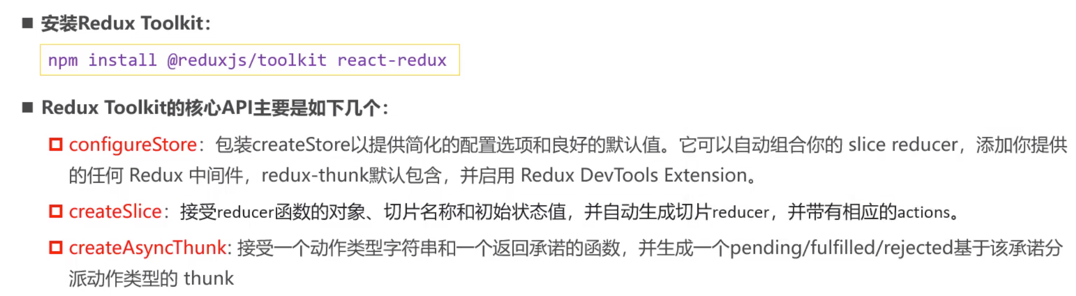 安装Redux Toolkit：
npm install @reduxjs/toolkit react-redux
Redux Toolkit的核心API主要是如下几个：
configureStore：包装createStore以提供简化的配置选项和良好的默认值。它可以自动组合你的 slice reducer，添加你提供
的任何 Redux 中间件，redux-thunk默认包含，并启用 Redux DevTools Extension。
createSlice：接受reducer函数的对象、切片名称和初始状态值，并自动生成切片reducer，并带有相应的actions。
createAsyncThunk: 接受一个动作类型字符串和一个返回承诺的函数，并生成一个pending/fulfilled/rejected基于该承诺分
派动作类型的 thunk